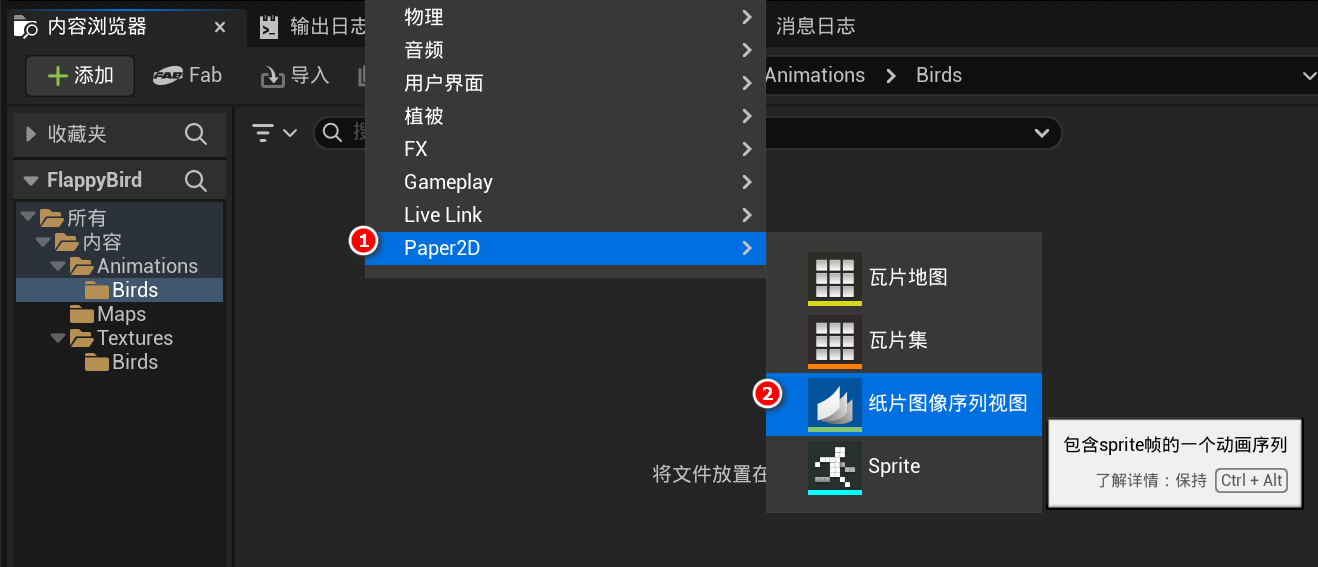 内容浏览器
输出日志
消息日志
添加
Fab
导入
Animations
Birds
收藏夹
FlappyBird
所有
内容
Animations
Birds
Maps
Textures
Birds
物理
音频
用户界面
植被
FX
Gameplay
Live Link
1
Paper2D
瓦片地图
瓦片集
2
纸片图像序列视图
Sprite
将文件放置在
包含sprite帧的一个动画序列
了解详情：保持 Ctrl + Alt